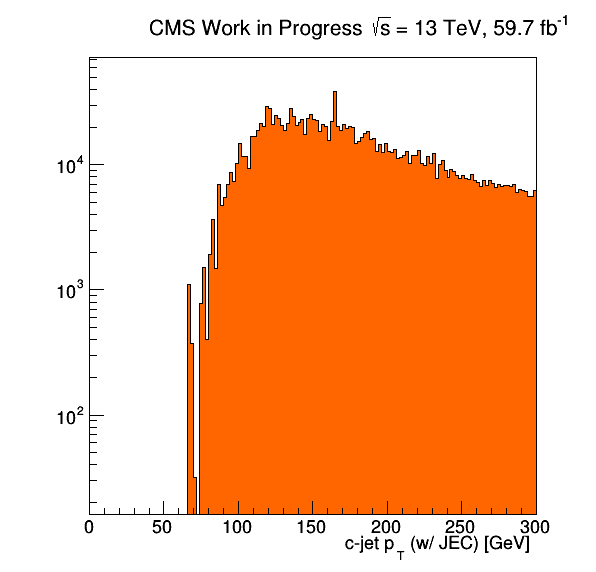 CMS Work in Progress √s = 13 TeV, 59.7 fb⁻¹
10⁴
10³
10²
0 50 100 150 200 250 300
c-jet p_T (w/ JEC) [GeV]